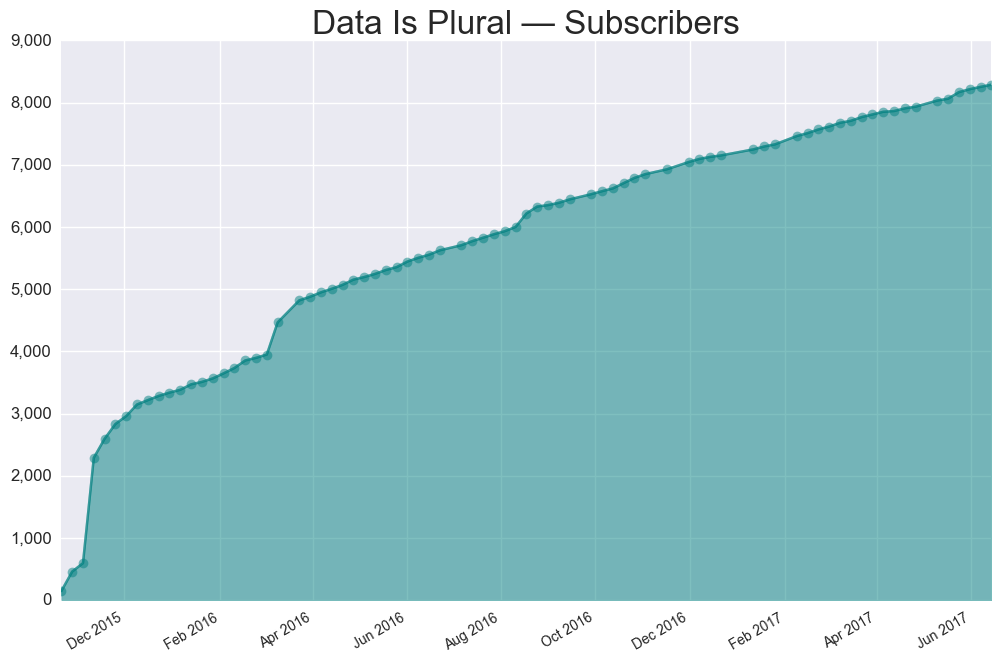 Data Is Plural — Subscribers
9,000
8,000
7,000
6,000
5,000
4,000
3,000
2,000
1,000
0
Dec 2015
Feb 2016
Apr 2016
Jun 2016
Aug 2016
Oct 2016
Dec 2016
Feb 2017
Apr 2017
Jun 2017